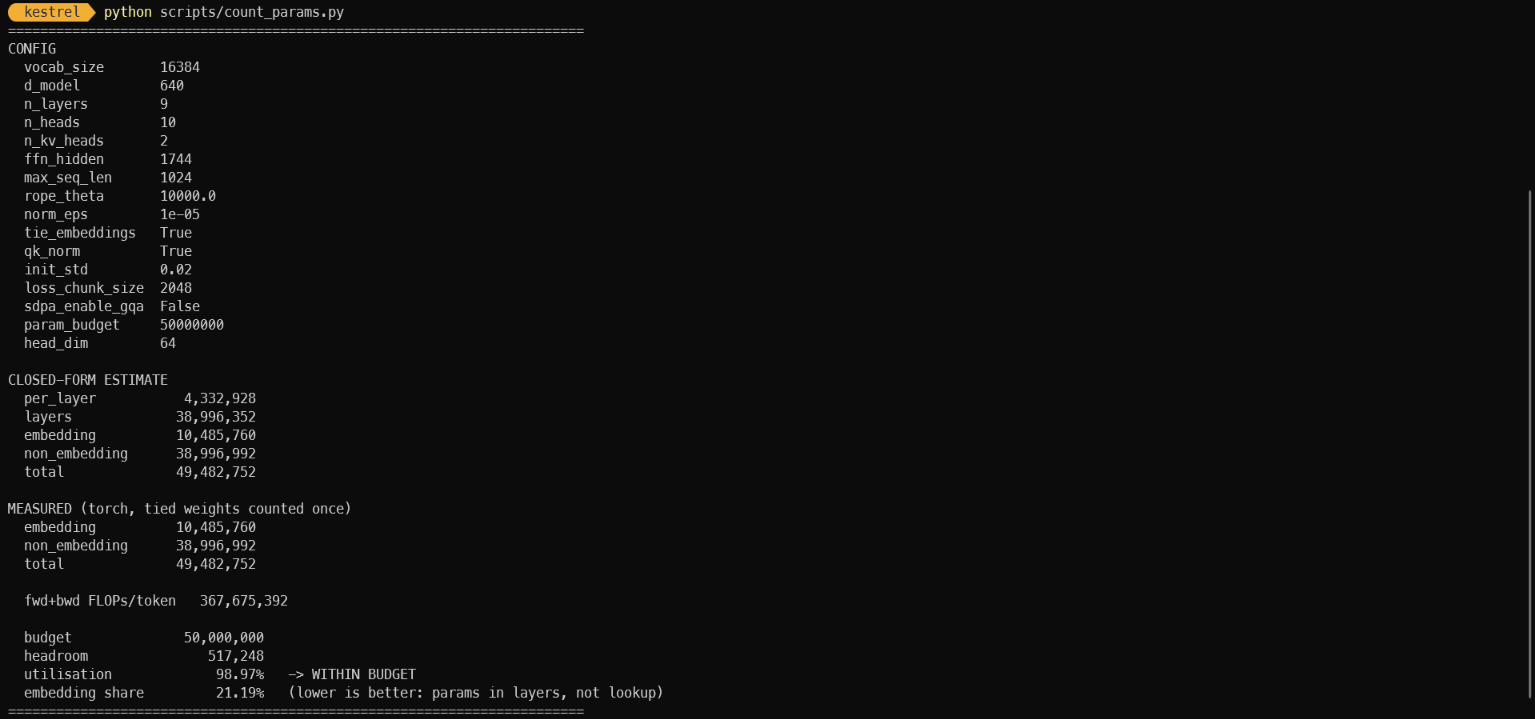 kestrel python scripts/count_params.py
========================================================================
CONFIG
  vocab_size       16384
  d_model          640
  n_layers         9
  n_heads          10
  n_kv_heads       2
  ffn_hidden       1744
  max_seq_len      1024
  rope_theta       10000.0
  norm_eps         1e-05
  tie_embeddings   True
  qk_norm          True
  init_std         0.02
  loss_chunk_size  2048
  sdpa_enable_gqa  False
  param_budget     50000000
  head_dim         64

CLOSED-FORM ESTIMATE
  per_layer           4,332,928
  layers             38,996,352
  embedding          10,485,760
  non_embedding      38,996,992
  total              49,482,752

MEASURED (torch, tied weights counted once)
  embedding          10,485,760
  non_embedding      38,996,992
  total              49,482,752

  fwd+bwd FLOPs/token   367,675,392

  budget              50,000,000
  headroom               517,248
  utilisation             98.97%   -> WITHIN BUDGET
  embedding share         21.19%   (lower is better: params in layers, not lookup)
========================================================================